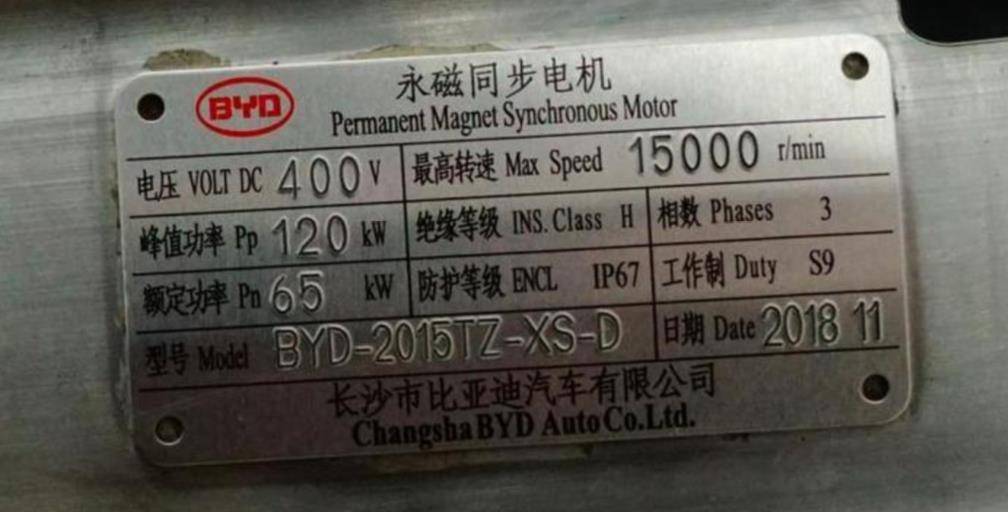 BYD
永磁同步电机
Permanent Magnet Synchronous Motor
电压 VOLT DC 400 V 最高转速 Max Speed 15000 r/min
峰值功率 Pp 120 kW 绝缘等级 INS. Class H 相数 Phases 3
额定功率 Pn 65 kW 防护等级 ENCL IP67 工作制 Duty S9
型号 Model BYD-2015TZ-XS-D 日期 Date 2018 11
长沙市比亚迪汽车有限公司
Changsha BYD Auto Co.Ltd.